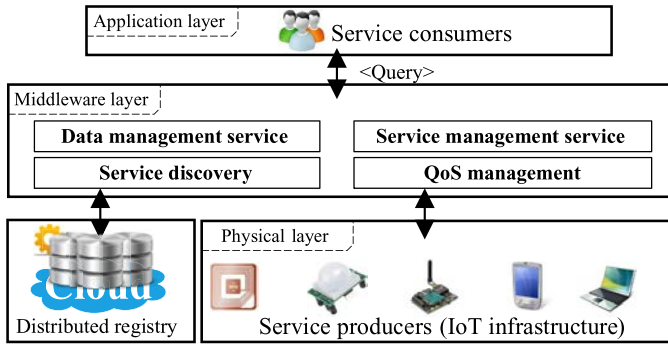 Application layer
Service consumers
<Query>
Middleware layer
Data management service
Service management service
Service discovery
QoS management
Physical layer
Cloud
Distributed registry
Service producers (IoT infrastructure)